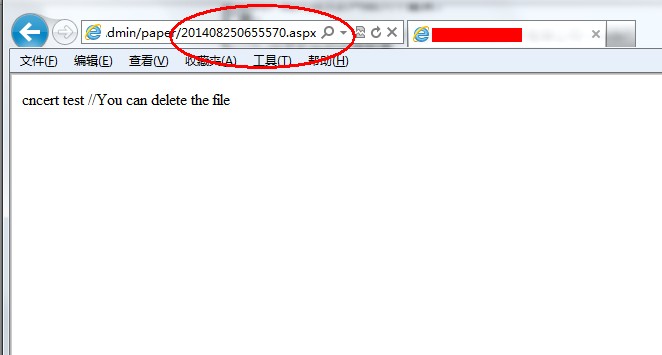 dmin/paper/201408250655570.aspx
文件(F) 编辑(E) 查看(V) 收藏夹(A) 工具(T) 帮助(H)
cncert test //You can delete the file